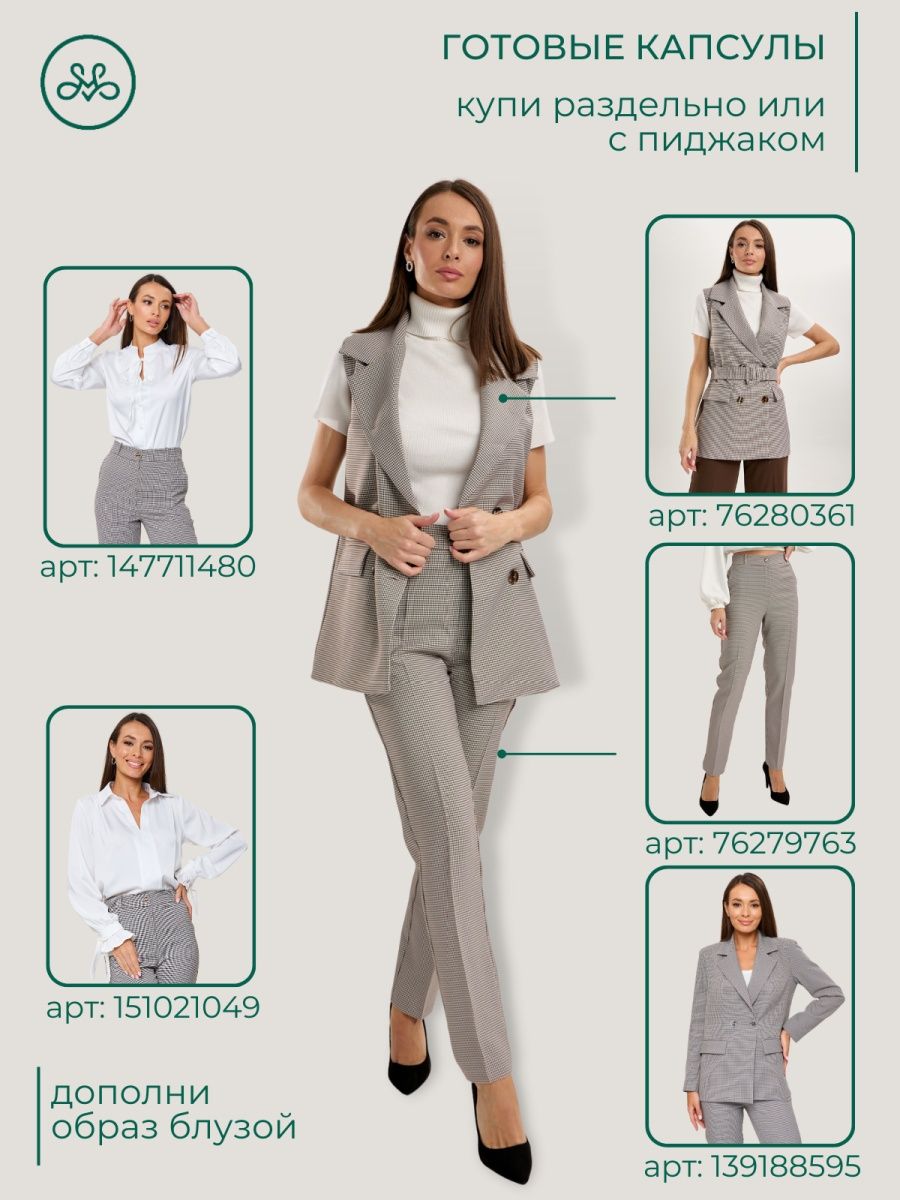 ГОТОВЫЕ КАПСУЛЫ
купи раздельно или
с пиджаком
арт: 76280361
арт: 147711480
арт: 76279763
арт: 151021049
дополни
образ блузой
арт: 139188595